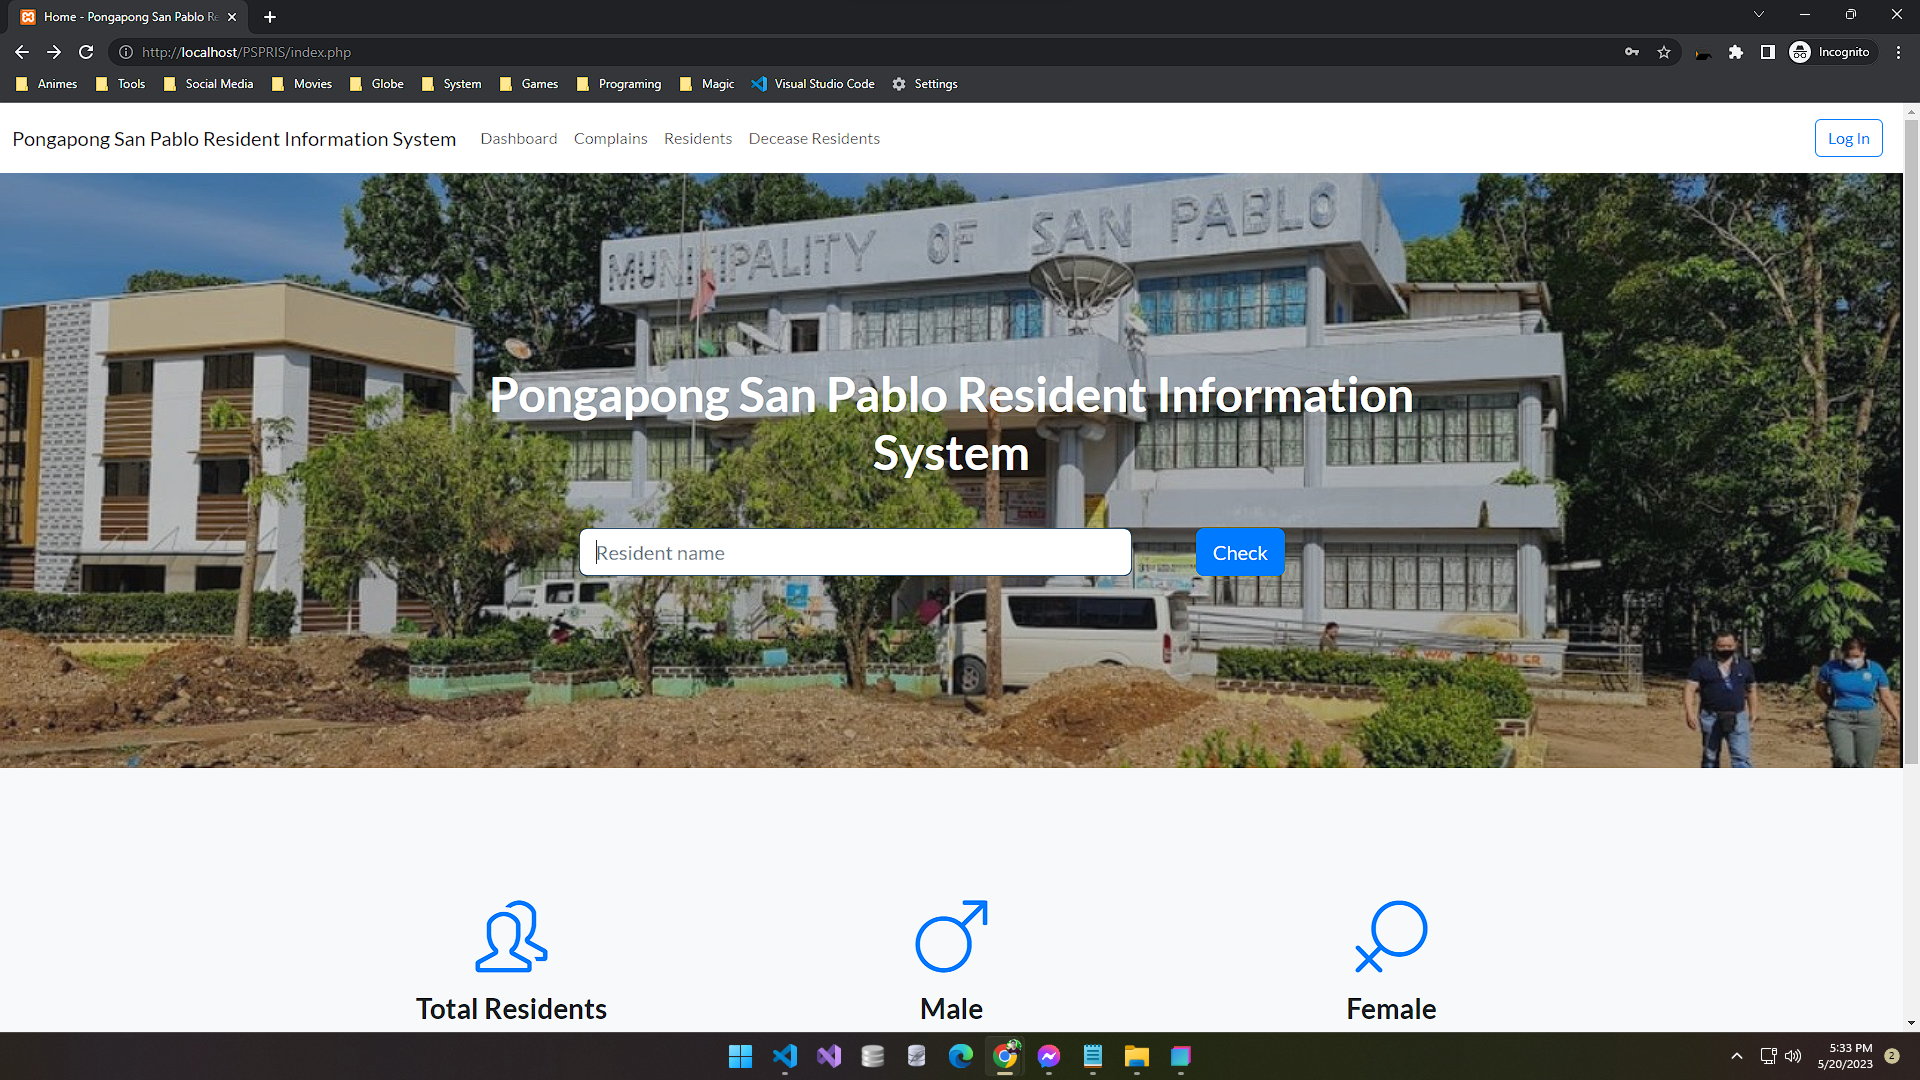 Home - Pongapong San Pablo Re
http://localhost/PSPRIS/index.php
Incognito
Animes Tools Social Media Movies Globe System Games Programing Magic Visual Studio Code Settings
Pongapong San Pablo Resident Information System Dashboard Complains Residents Decease Residents Log In
MUNICIPALITY OF SAN PABLO
Pongapong San Pablo Resident Information
System
Resident name Check
Total Residents Male Female
5:33 PM
5/20/2023
2